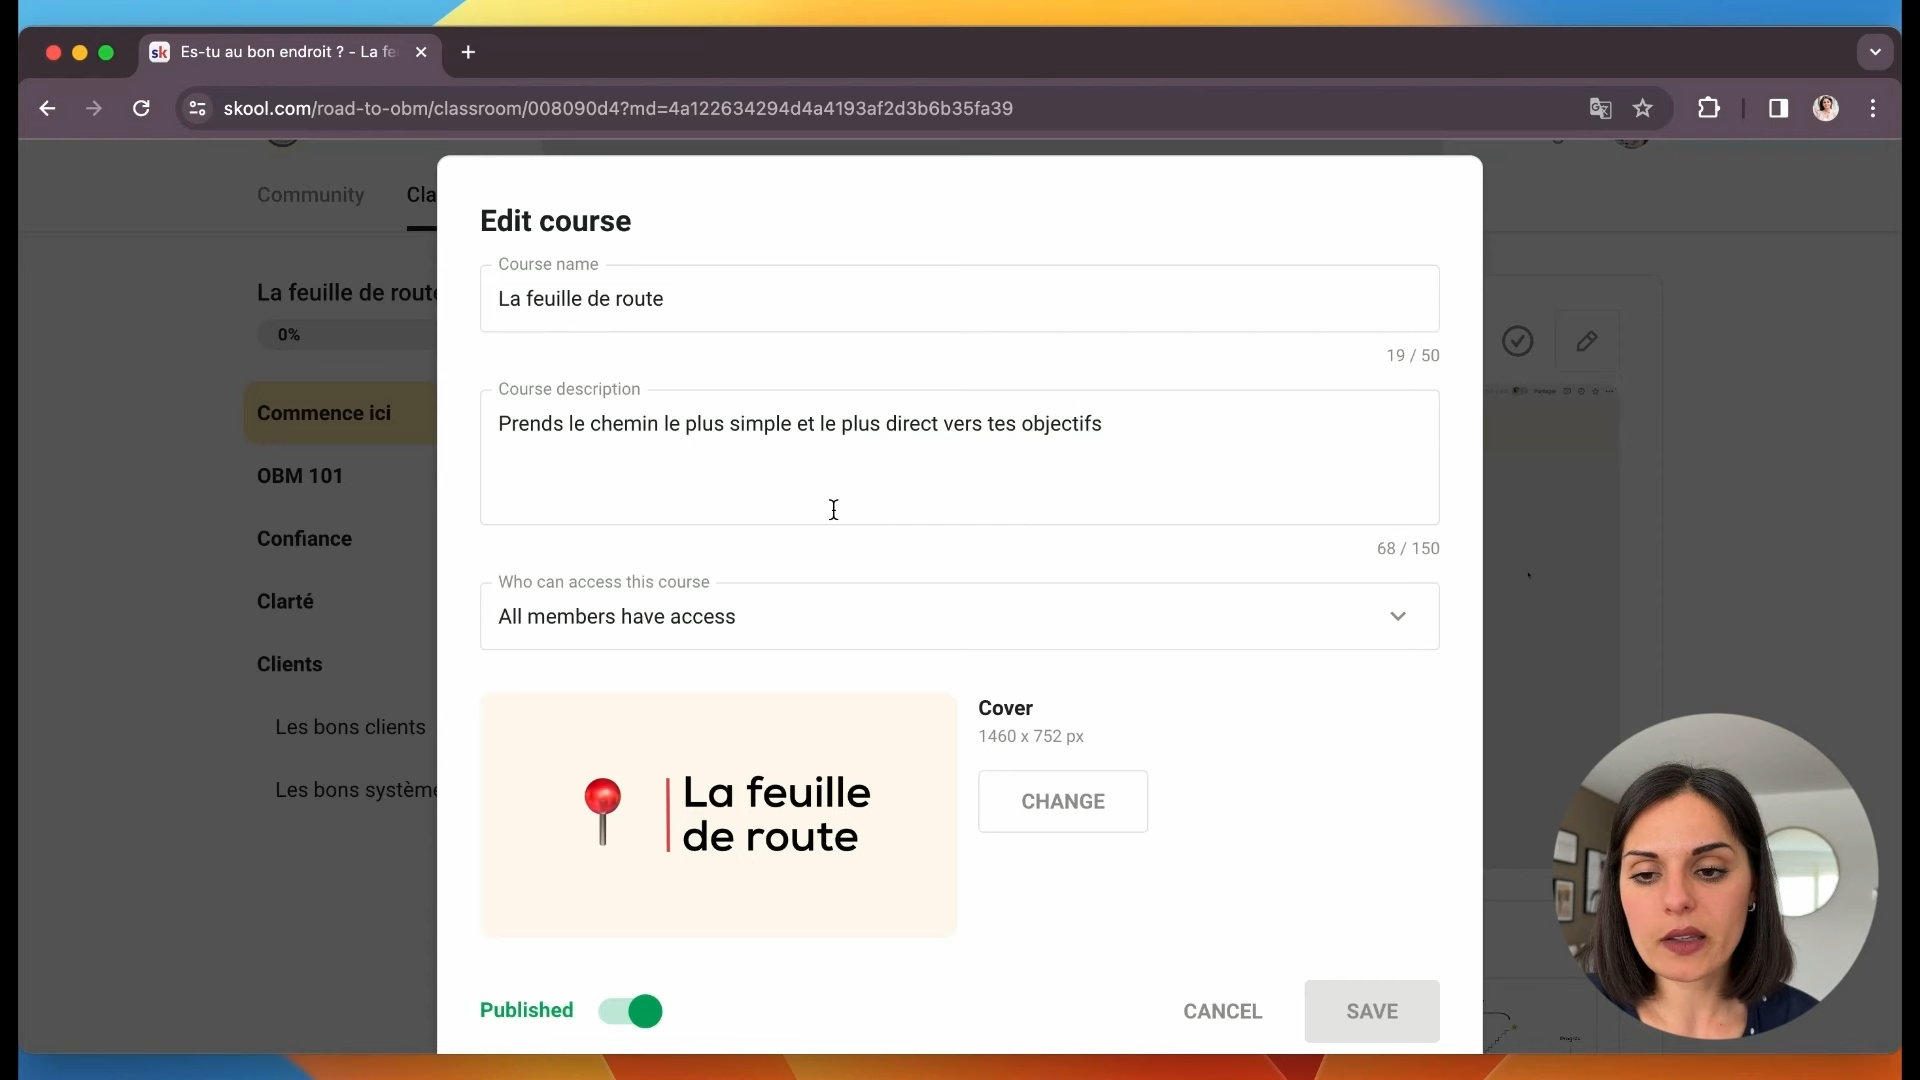 sk Es-tu au bon endroit ? - La fe
skool.com/road-to-obm/classroom/008090d4?md=4a122634294d4a4193af2d3b6b35fa39
Community
Cla
Edit course
Course name
La feuille de route
19 / 50
Course description
Prends le chemin le plus simple et le plus direct vers tes objectifs
68 / 150
Who can access this course
All members have access
Cover
1460 x 752 px
CHANGE
La feuille
de route
Published
CANCEL
SAVE
La feuille de route
0%
Commence ici
OBM 101
Confiance
Clarté
Clients
Les bons clients
Les bons système